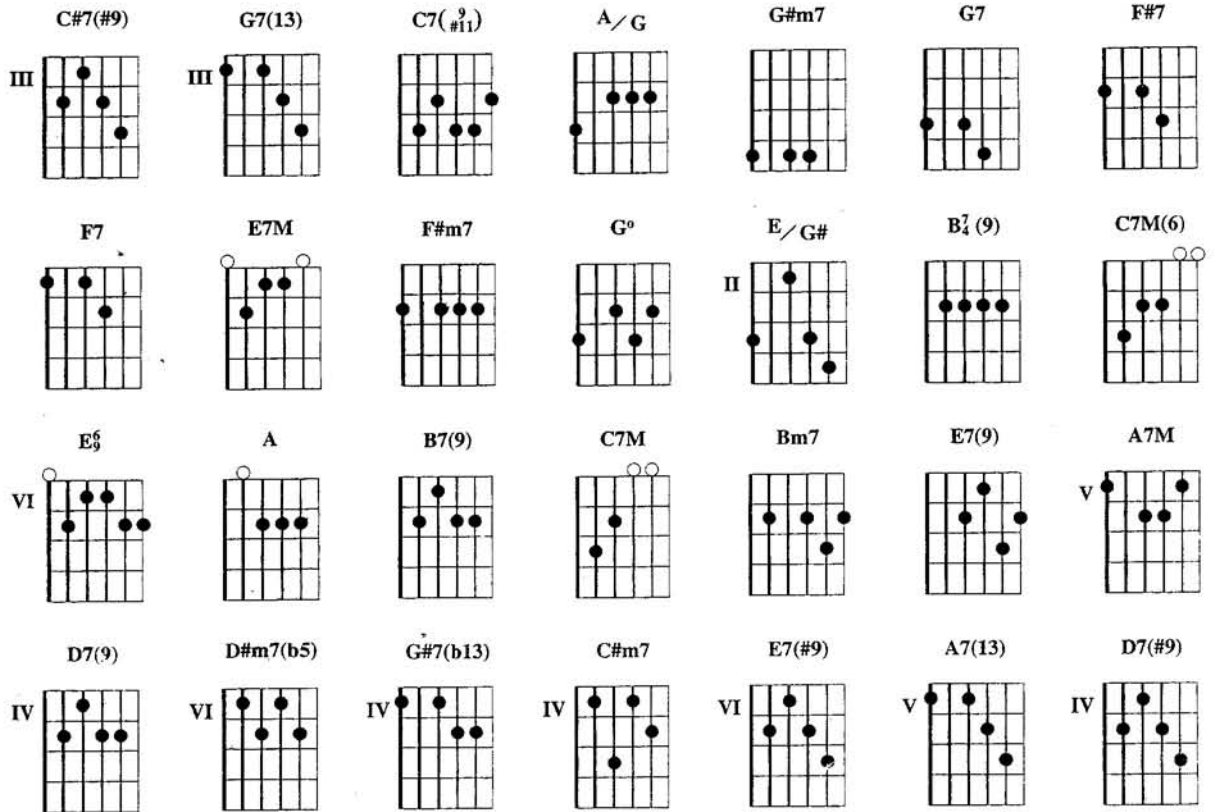 C#7(#9) G7(13) C7(9 #11) A/G G#m7 G7 F#7
III III
F7 E7M F#m7 Gº E/G# B7 4(9) C7M(6)
II
E6 9 A B7(9) C7M Bm7 E7(9) A7M
VI V
D7(9) D#m7(b5) G#7(b13) C#m7 E7(#9) A7(13) D7(#9)
IV VI IV IV VI V IV